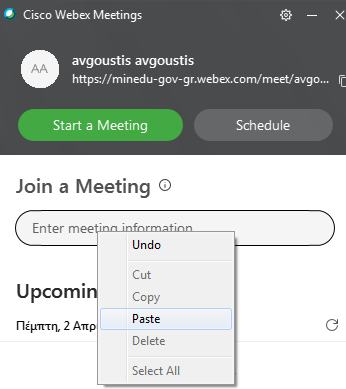 Cisco Webex Meetings
AA
avgoustis avgoustis
https://minedu-gov-gr.webex.com/meet/avgo...
Start a Meeting
Schedule
Join a Meeting
Enter meeting information
Undo
Cut
Copy
Paste
Delete
Select All
Upcomin
Πέμπτη, 2 Απρ